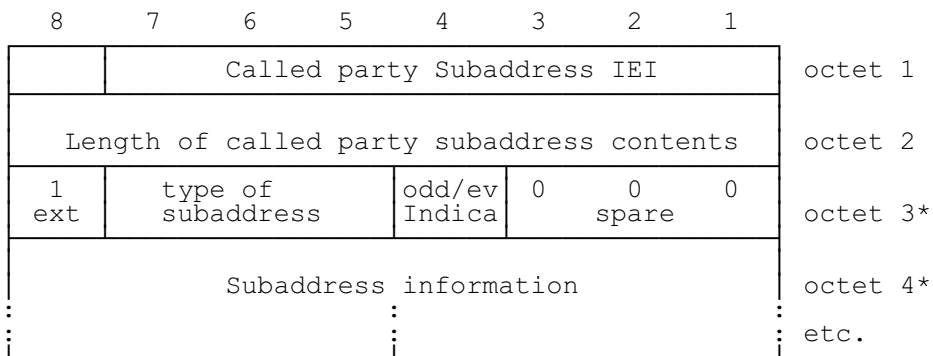 8 7 6 5 4 3 2 1
Called party Subaddress IEI octet 1
Length of called party subaddress contents octet 2
1 type of odd/ev 0 0 0
ext subaddress Indica spare octet 3*
Subaddress information octet 4*
: : :
: : : etc.